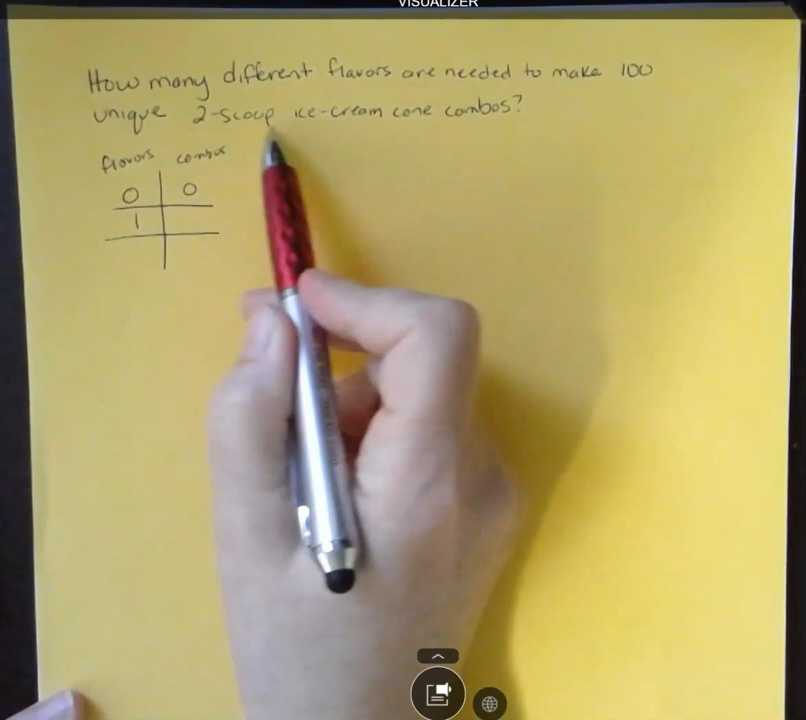 VISUALIZER
How many different flavors are needed to make 100
unique 2-scoop ice-cream cone combos?
flavors combos
0 0
1